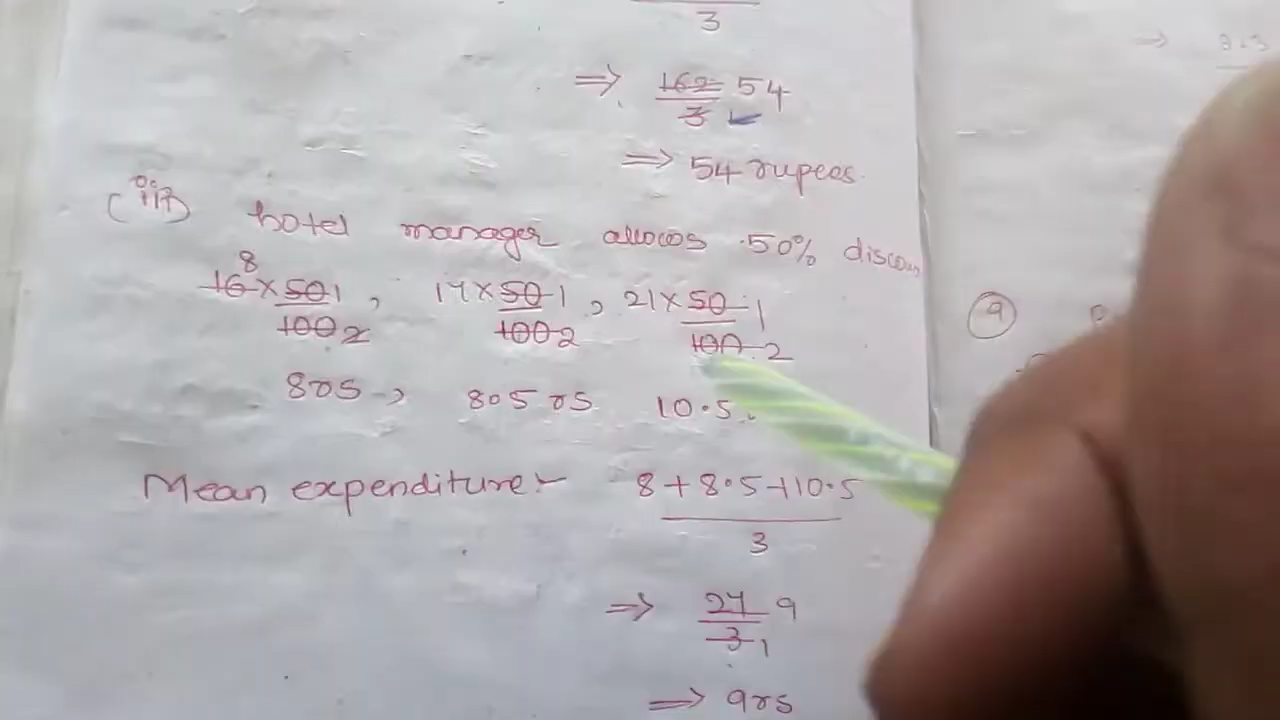 3
⇒ 162/3 54
⇒ 54 rupees.
(iii) hotel manager allows 50% discoun
16 8 × 50 1/100 2, 17 × 50 1/100 2, 21 × 50 1/100 2
8rs, 8.5 rs 10.5.
Mean expenditure:- 8 + 8.5 + 10.5
3
⇒ 27/3 1 9
⇒ 9rs
9